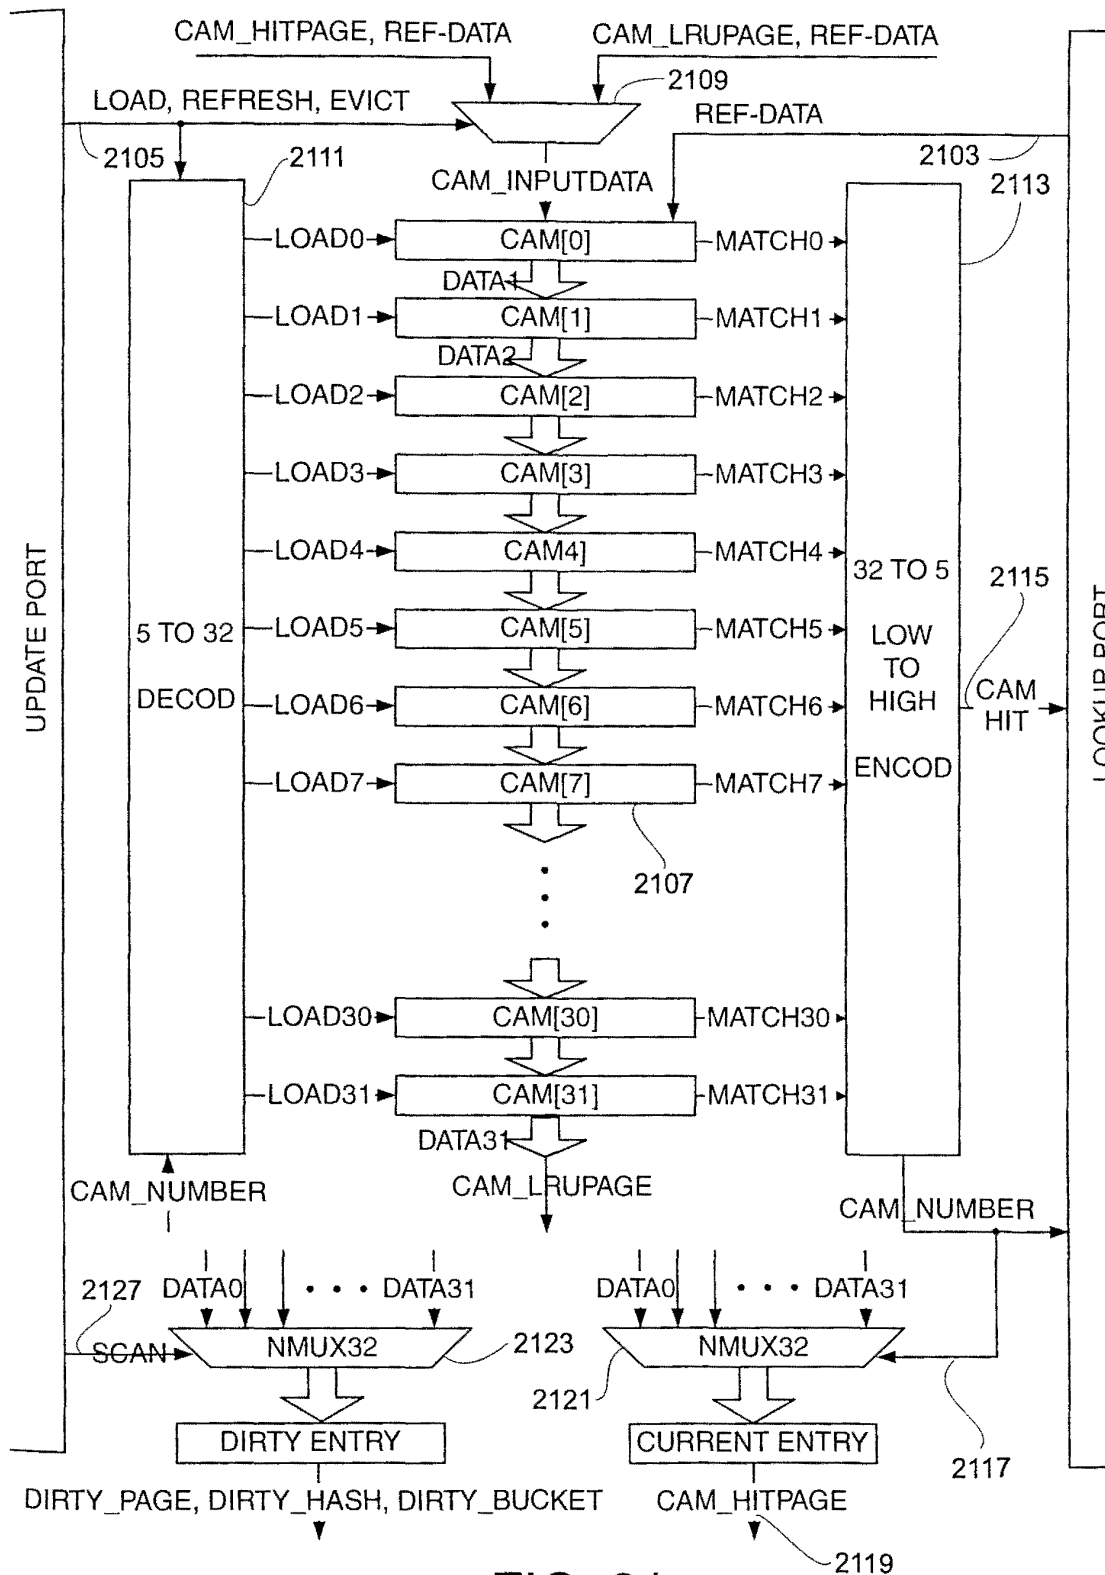 CAM_HITPAGE, REF-DATA
CAM_LRUPAGE, REF-DATA
2109
LOAD, REFRESH, EVICT
REF-DATA
2105
2111
2103
2113
CAM_INPUTDATA
LOAD0 CAM[0] MATCH0
DATA1
LOAD1 CAM[1] MATCH1
DATA2
LOAD2 CAM[2] MATCH2
LOAD3 CAM[3] MATCH3
LOAD4 CAM4] MATCH4
LOAD5 CAM[5] MATCH5
LOAD6 CAM[6] MATCH6
LOAD7 CAM[7] MATCH7
2107
LOAD30 CAM[30] MATCH30
LOAD31 CAM[31] MATCH31
DATA31
UPDATE PORT
5 TO 32
DECOD
32 TO 5
LOW
TO
HIGH
ENCOD
2115
CAM
HIT
LOOKUP PORT
CAM_NUMBER
CAM_LRUPAGE
CAM_NUMBER
2127
DATA0 • • • DATA31
DATA0 • • • DATA31
SCAN
NMUX32
2123
2121
NMUX32
DIRTY ENTRY
CURRENT ENTRY
2117
DIRTY_PAGE, DIRTY_HASH, DIRTY_BUCKET
CAM_HITPAGE
2119